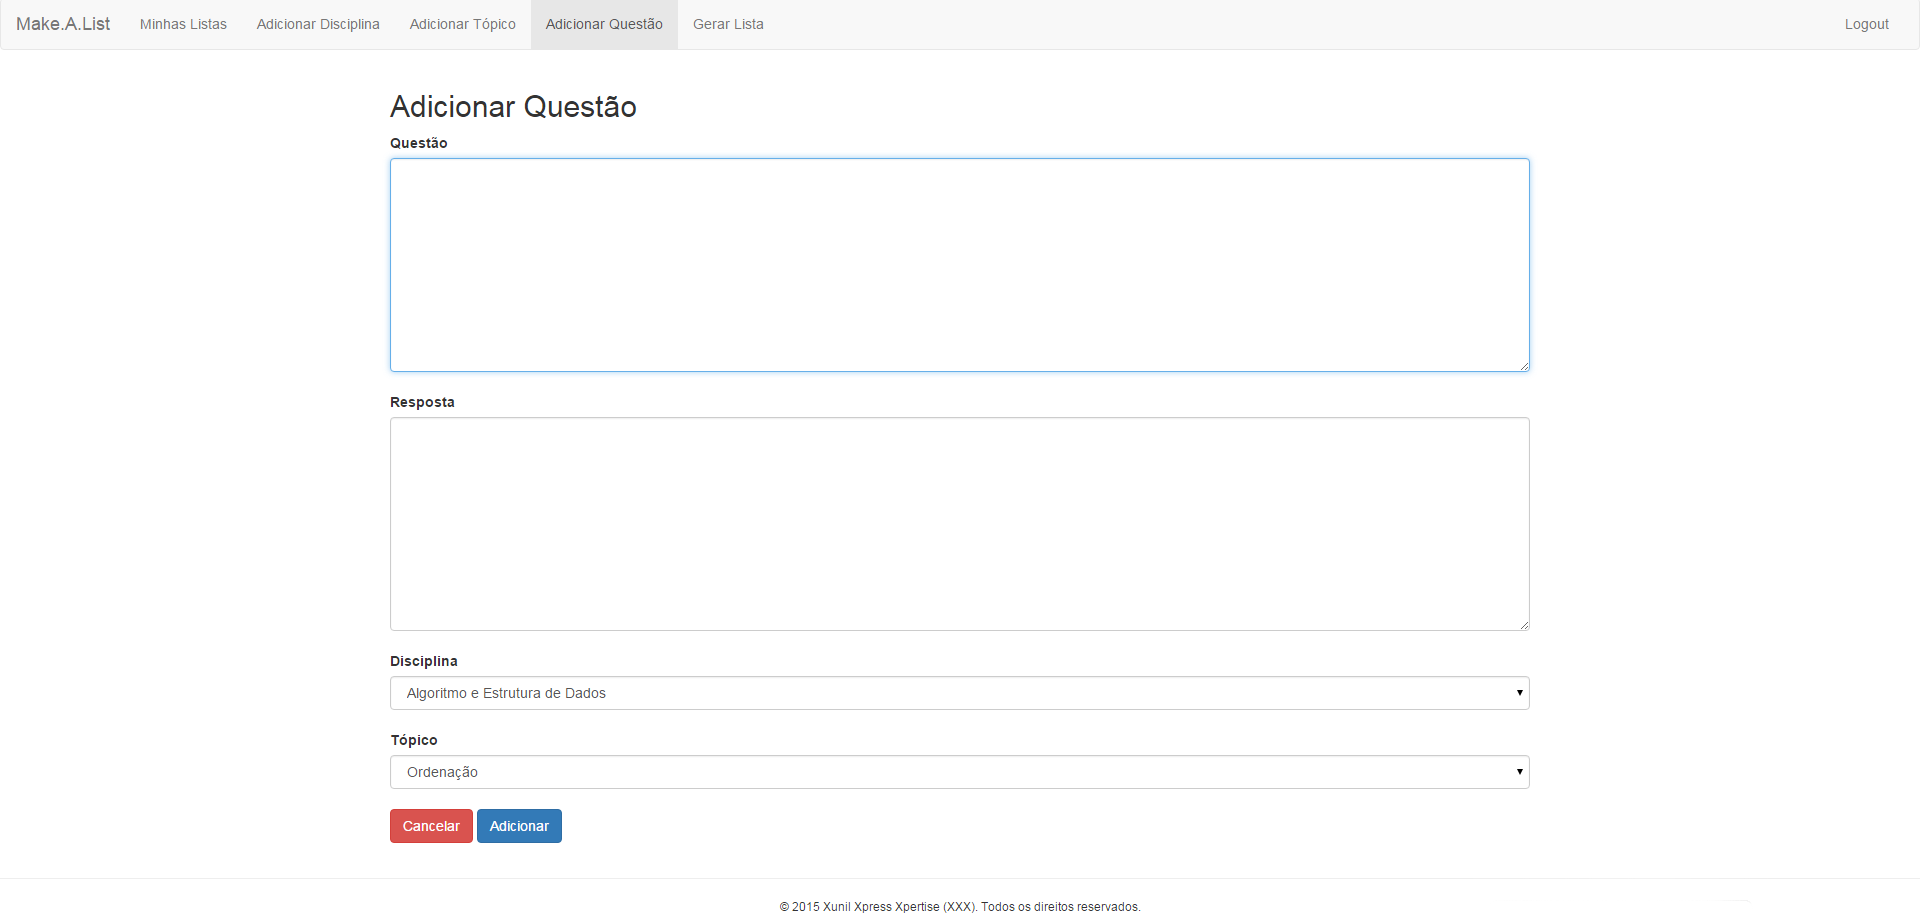 Make.A.List Minhas Listas Adicionar Disciplina Adicionar Tópico Adicionar Questão Gerar Lista Logout
Adicionar Questão
Questão
Resposta
Disciplina
Algoritmo e Estrutura de Dados
Tópico
Ordenação
Cancelar Adicionar
© 2015 Xunil Xpress Xpertise (XXX). Todos os direitos reservados.